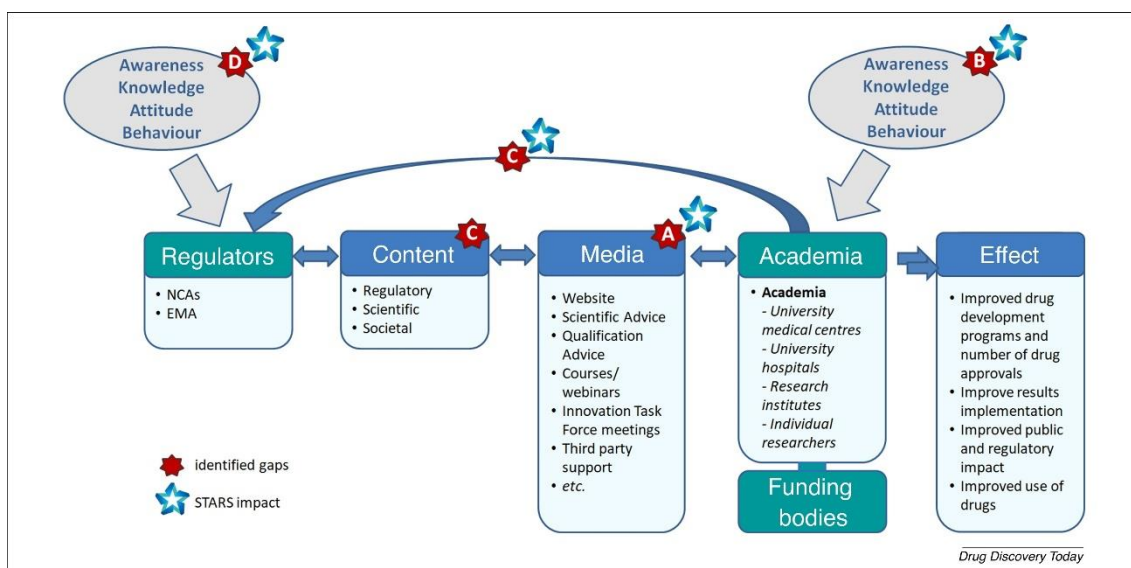 Awareness
Knowledge
Attitude
Behaviour
D
Awareness
Knowledge
Attitude
Behaviour
B
C
Regulators
• NCAs
• EMA
Content
C
• Regulatory
• Scientific
• Societal
Media
A
• Website
• Scientific Advice
• Qualification
Advice
• Courses/
webinars
• Innovation Task
Force meetings
• Third party
support
• etc.
Academia
• Academia
- University
medical centres
- University
hospitals
- Research
institutes
- Individual
researchers
Funding
bodies
Effect
• Improved drug
development
programs and
number of drug
approvals
• Improve results
implementation
• Improved public
and regulatory
impact
• Improved use of
drugs
identified gaps
STARS impact
Drug Discovery Today